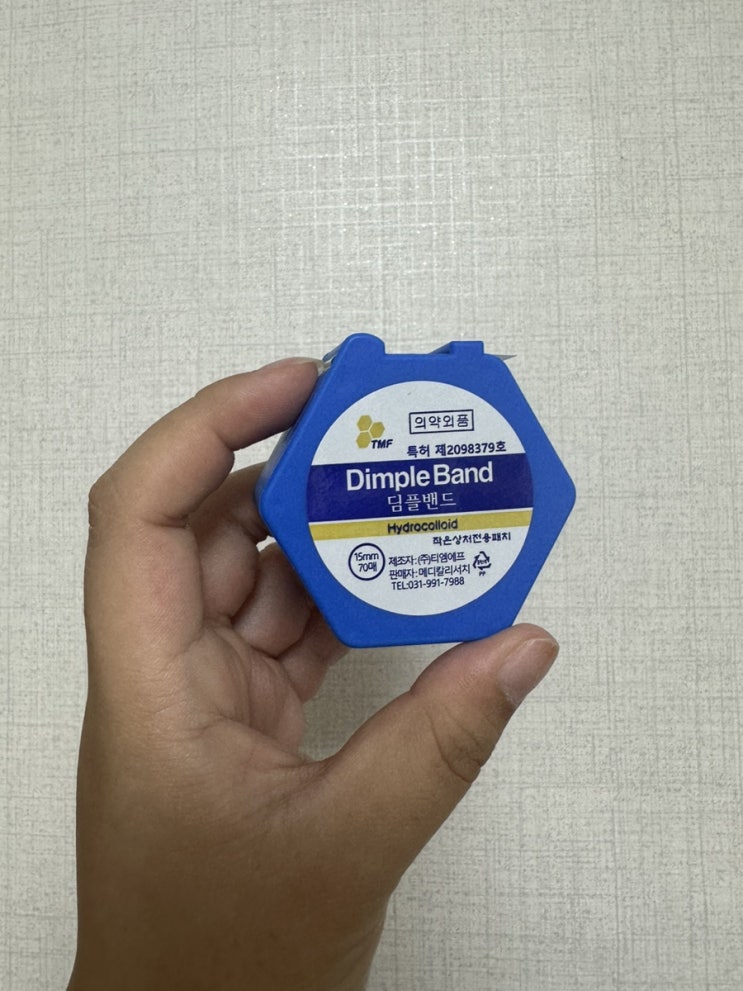 의약외품
TMF
특허 제2098379호
Dimple Band
딤플밴드
Hydrocolloid
작은상처전용패치
15mm
70매
제조자:(주)티엠에프
판매자:메디칼리서치
TEL:031-991-7988
PP